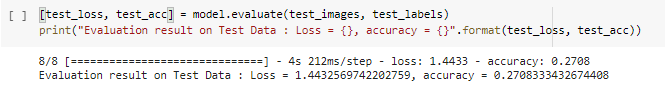 [ ] [test_loss, test_acc] = model.evaluate(test_images, test_labels)
print("Evaluation result on Test Data : Loss = {}, accuracy = {}".format(test_loss, test_acc))
8/8 [==============================] - 4s 212ms/step - loss: 1.4433 - accuracy: 0.2708
Evaluation result on Test Data : Loss = 1.4432569742202759, accuracy = 0.2708333432674408